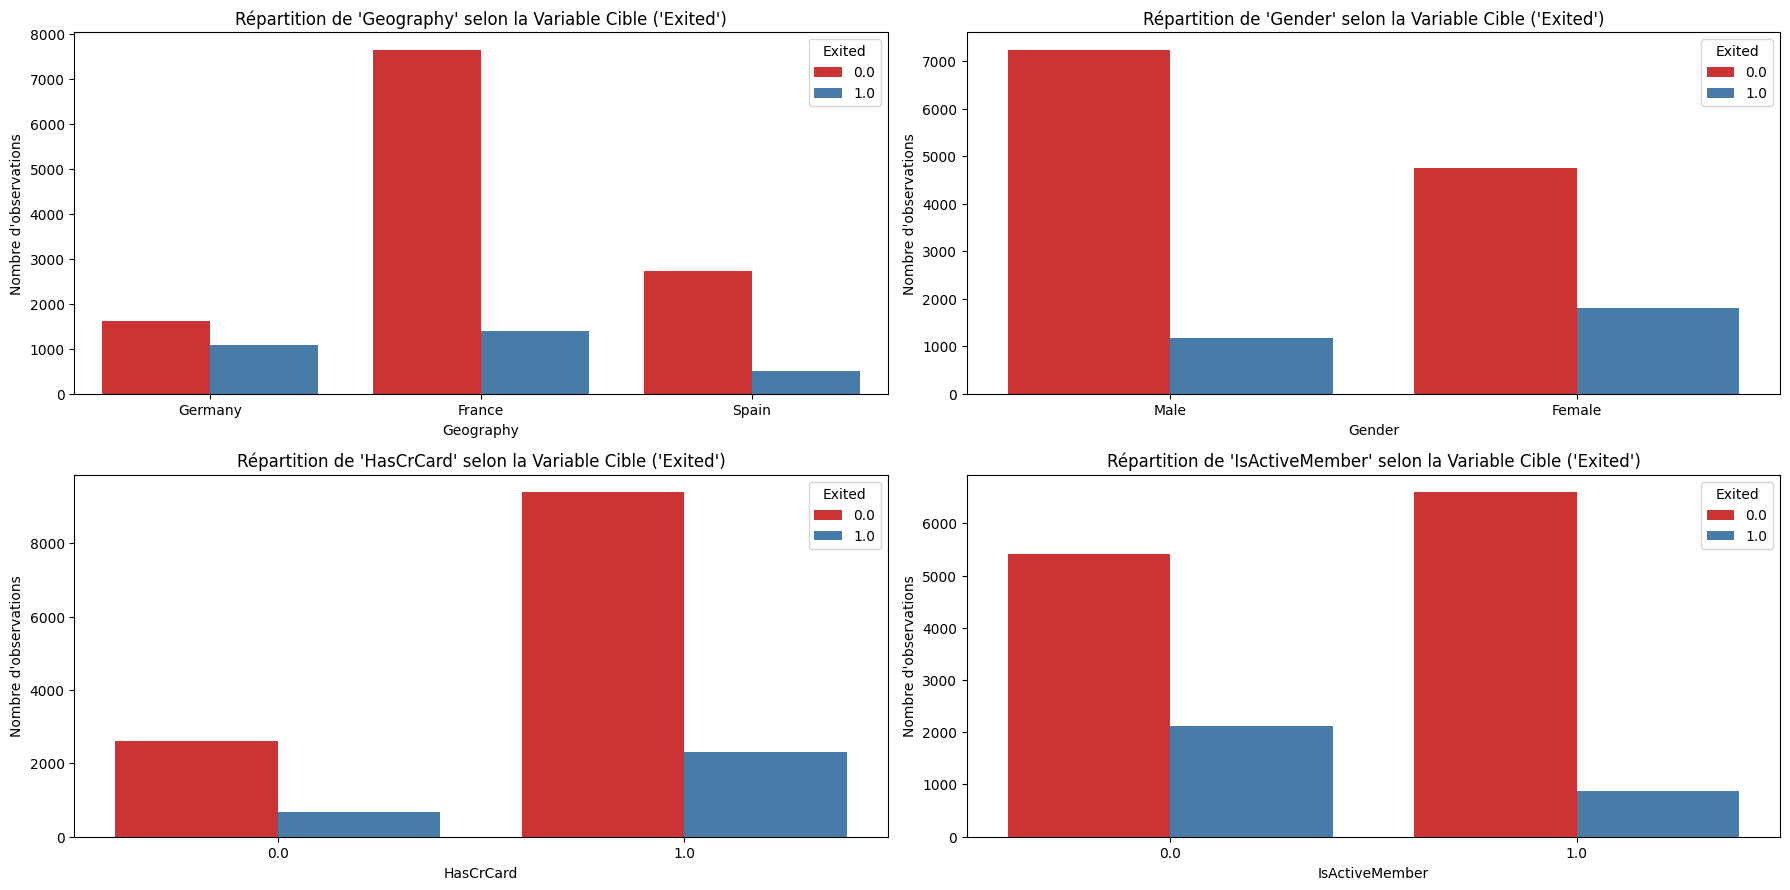 Répartition de 'Geography' selon la Variable Cible ('Exited')
Nombre d'observations
8000
7000
6000
5000
4000
3000
2000
1000
0
Exited
0.0
1.0
Germany France Spain
Geography
Répartition de 'Gender' selon la Variable Cible ('Exited')
Nombre d'observations
7000
6000
5000
4000
3000
2000
1000
0
Exited
0.0
1.0
Male Female
Gender
Répartition de 'HasCrCard' selon la Variable Cible ('Exited')
Nombre d'observations
8000
6000
4000
2000
0
Exited
0.0
1.0
0.0 1.0
HasCrCard
Répartition de 'IsActiveMember' selon la Variable Cible ('Exited')
Nombre d'observations
6000
5000
4000
3000
2000
1000
0
Exited
0.0
1.0
0.0 1.0
IsActiveMember